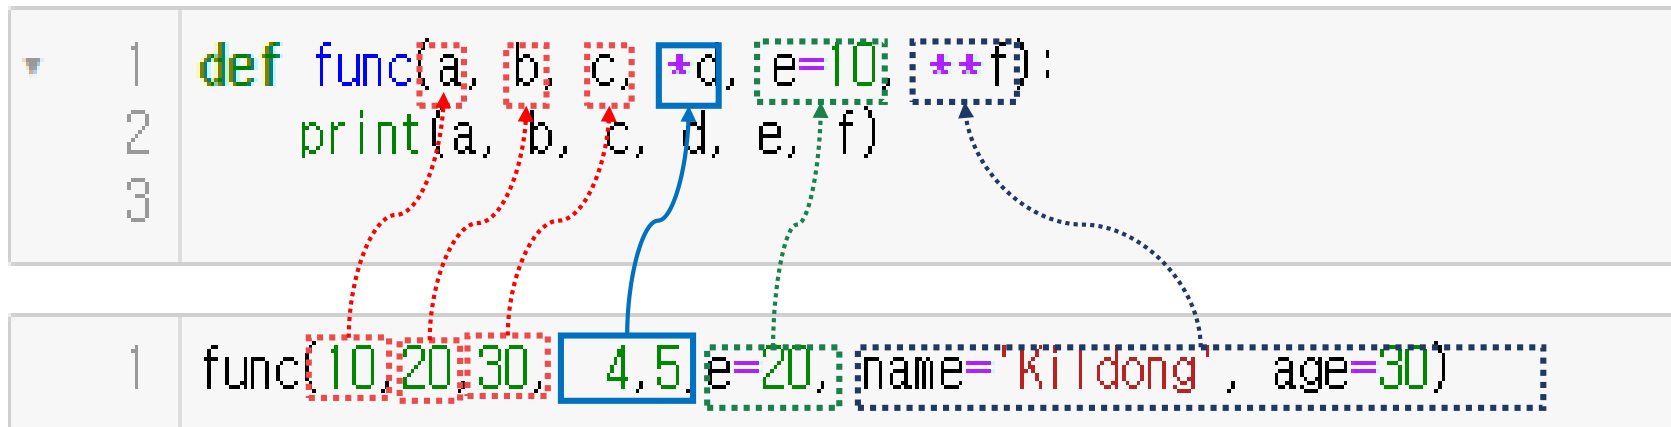 1 def func(a, b, c, *d, e=10, **f):
2 print(a, b, c, d, e, f)
3
1 func(10,20,30, 4,5,e=20, name='Kildong', age=30)